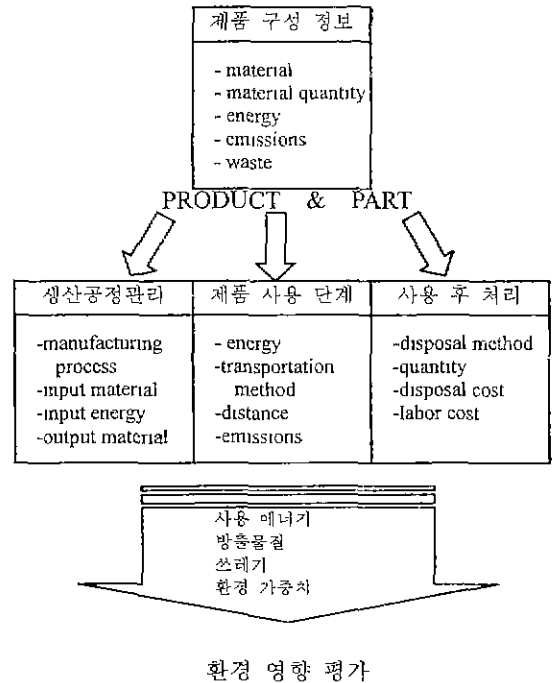 제품 구성 정보
- material
- material quantity
- energy
- emissions
- waste
PRODUCT & PART
생산공정관리
-manufacturing
process
-input material
-input energy
-output material
제품 사용 단계
- energy
-transportation
method
-distance
-emissions
사용 후 처리
-disposal method
-quantity
-disposal cost
-labor cost
사용 에너기
방출물질
쓰레기
환경 가중치
환경 영향 평가